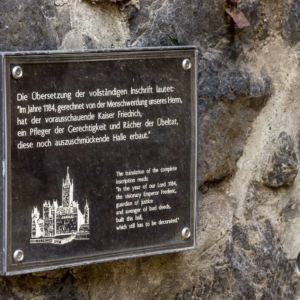 Die Übersetzung der vollständigen Inschrift lautet:
"Im Jahre 1184, gerechnet von der Menschwerdung unseres Herrn,
hat der vorausschauende Kaiser Friedrich,
ein Pfleger der Gerechtigkeit und Rächer der Übeltat,
diese noch auszuschmückende Halle erbaut."
The translation of the complete
inscription reads:
"In the year of our Lord 1184,
the visionary Emperor Frederic,
guardian of justice
and avenger of bad deeds,
built this hall,
which still has to be decorated."